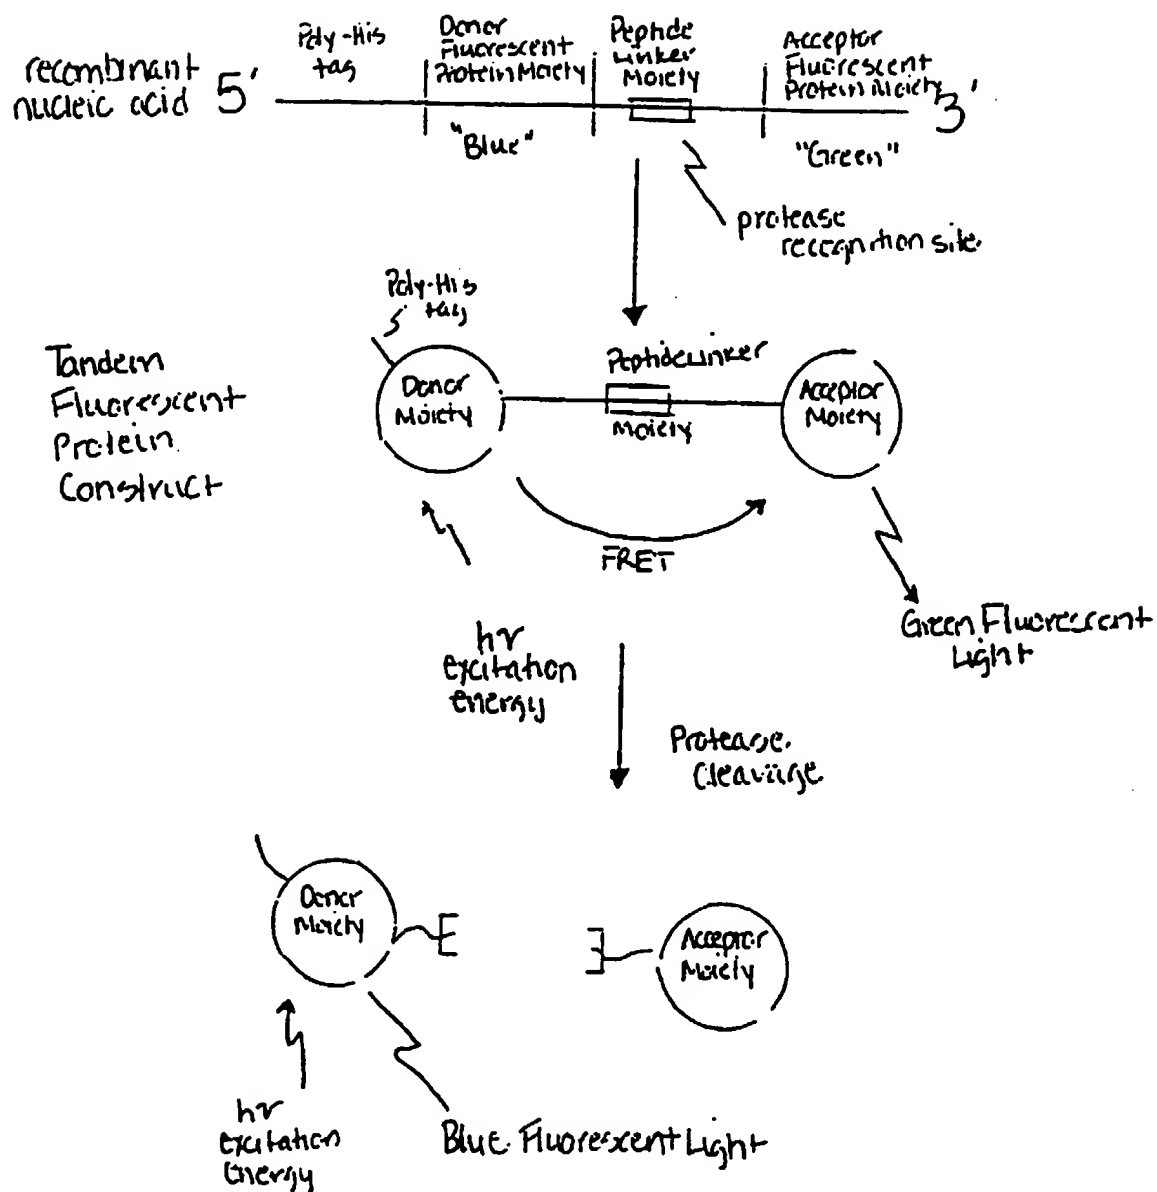 recombinant
nucleic acid
5'
Poly-His
tag
Donor
Fluorescent
Protein Moiety
Peptide
Linker
Moiety
Acceptor
Fluorescent
Protein Moiety
3'
"Blue"
"Green"
protease
recognition site.
Poly-His
tag
Tandem
Fluorescent
Protein
Construct
Donor
Moiety
Peptide Linker
Moiety
Acceptor
Moiety
FRET
hν
excitation
energy
Green Fluorescent
Light
Protease
Cleavage
Donor
Moiety
Acceptor
Moiety
hν
excitation
Energy
Blue Fluorescent Light